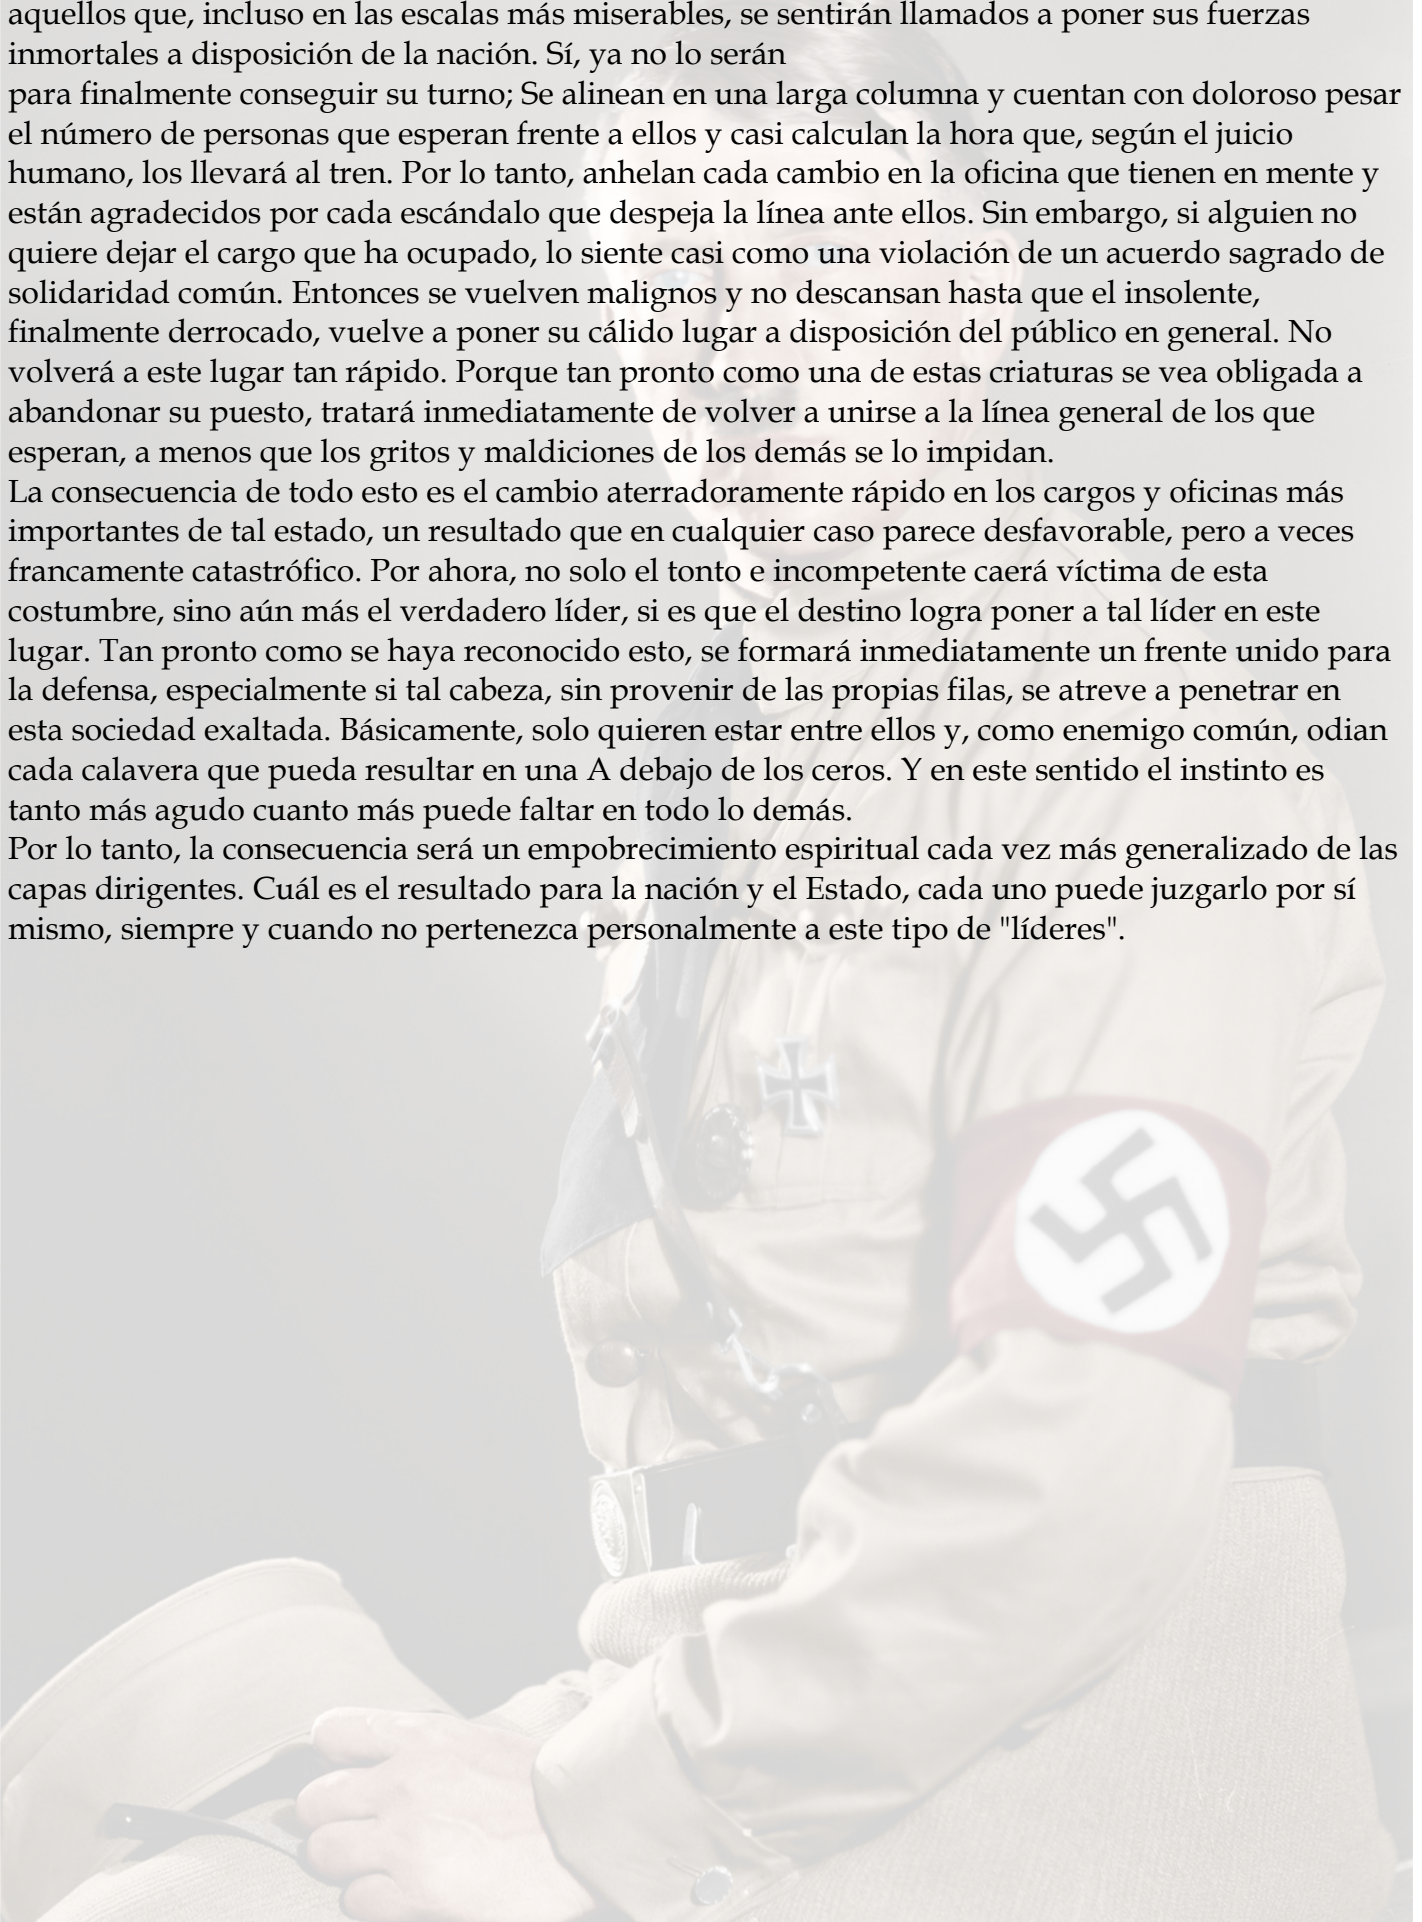 aquellos que, incluso en las escalas más miserables, se sentirán llamados a poner sus fuerzas
inmortales a disposición de la nación. Sí, ya no lo serán
para finalmente conseguir su turno; Se alinean en una larga columna y cuentan con doloroso pesar
el número de personas que esperan frente a ellos y casi calculan la hora que, según el juicio
humano, los llevará al tren. Por lo tanto, anhelan cada cambio en la oficina que tienen en mente y
están agradecidos por cada escándalo que despeja la línea ante ellos. Sin embargo, si alguien no
quiere dejar el cargo que ha ocupado, lo siente casi como una violación de un acuerdo sagrado de
solidaridad común. Entonces se vuelven malignos y no descansan hasta que el insolente,
finalmente derrocado, vuelve a poner su cálido lugar a disposición del público en general. No
volverá a este lugar tan rápido. Porque tan pronto como una de estas criaturas se vea obligada a
abandonar su puesto, tratará inmediatamente de volver a unirse a la línea general de los que
esperan, a menos que los gritos y maldiciones de los demás se lo impidan.
La consecuencia de todo esto es el cambio aterradoramente rápido en los cargos y oficinas más
importantes de tal estado, un resultado que en cualquier caso parece desfavorable, pero a veces
francamente catastrófico. Por ahora, no solo el tonto e incompetente caerá víctima de esta
costumbre, sino aún más el verdadero líder, si es que el destino logra poner a tal líder en este
lugar. Tan pronto como se haya reconocido esto, se formará inmediatamente un frente unido para
la defensa, especialmente si tal cabeza, sin provenir de las propias filas, se atreve a penetrar en
esta sociedad exaltada. Básicamente, solo quieren estar entre ellos y, como enemigo común, odian
cada calavera que pueda resultar en una A debajo de los ceros. Y en este sentido el instinto es
tanto más agudo cuanto más puede faltar en todo lo demás.
Por lo tanto, la consecuencia será un empobrecimiento espiritual cada vez más generalizado de las
capas dirigentes. Cuál es el resultado para la nación y el Estado, cada uno puede juzgarlo por sí
mismo, siempre y cuando no pertenezca personalmente a este tipo de "líderes".